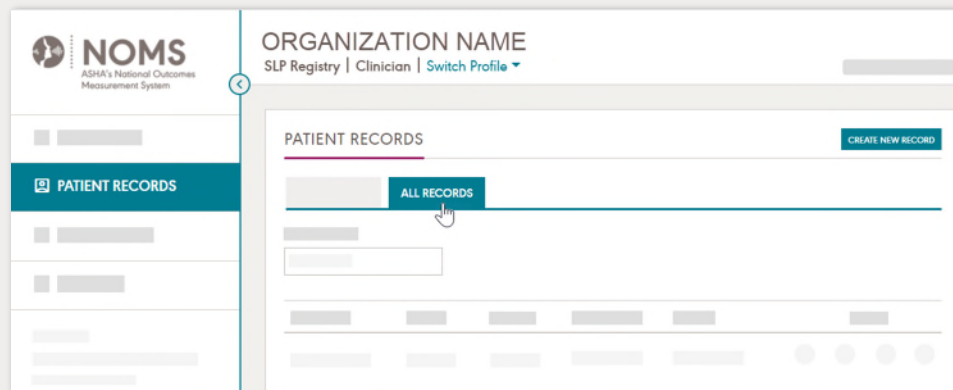 NOMS
ASHA's National Outcomes
Measurement System
ORGANIZATION NAME
SLP Registry | Clinician | Switch Profile
PATIENT RECORDS
PATIENT RECORDS
CREATE NEW RECORD
ALL RECORDS